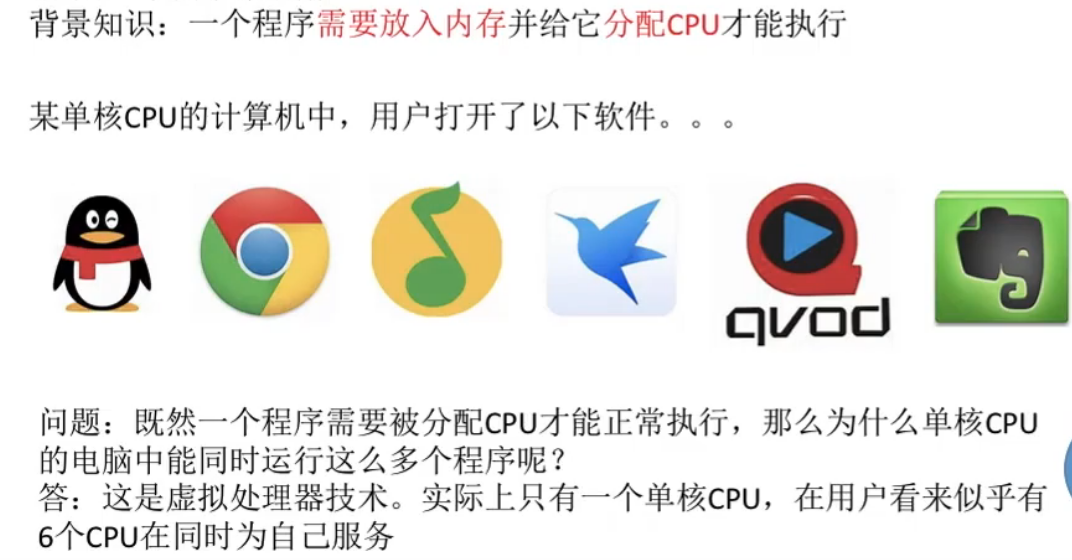 背景知识：一个程序需要放入内存并给它分配CPU才能执行
某单核CPU的计算机中，用户打开了以下软件。。。
qvod
问题：既然一个程序需要被分配CPU才能正常执行，那么为什么单核CPU
的电脑中能同时运行这么多个程序呢？
答：这是虚拟处理器技术。实际上只有一个单核CPU，在用户看来似乎有
6个CPU在同时为自己服务